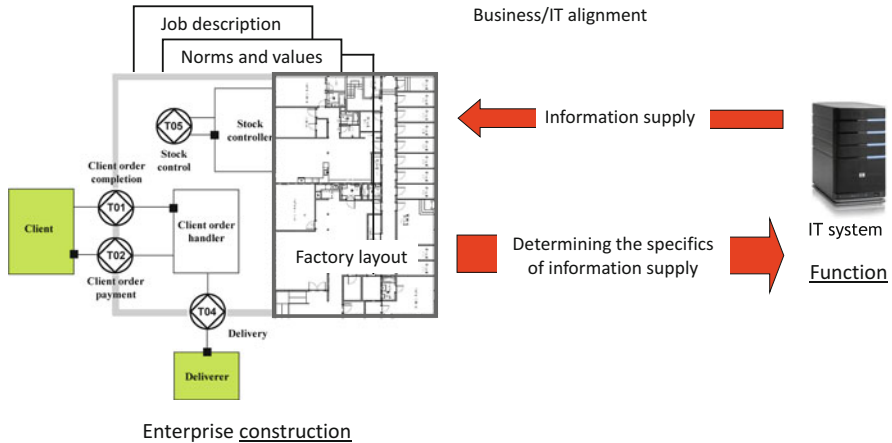 Job description
Business/IT alignment
Norms and values
T05
Stock
controller
Stock
control
Information supply
Client order
completion
T01
Client
Client order
handler
T02
Client order
payment
Factory layout
Determining the specifics
of information supply
IT system
Function
T04
Delivery
Deliverer
Enterprise construction